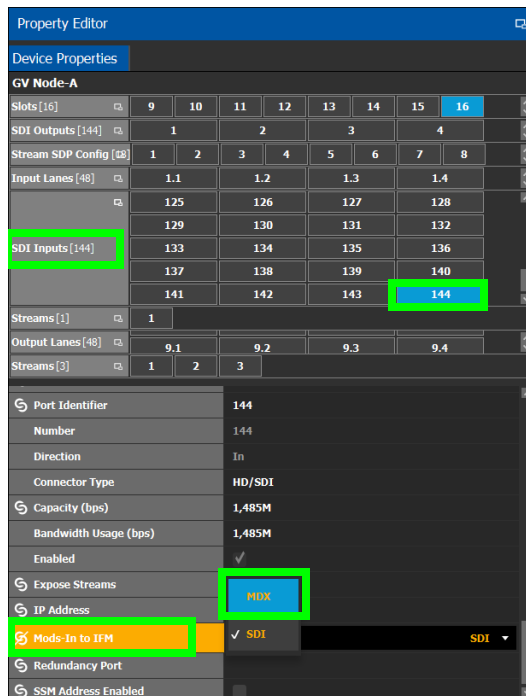 Property Editor
Device Properties
GV Node-A
Slots [16] 9 10 11 12 13 14 15 16
SDI Outputs [144] 1 2 3 4
Stream SDP Config [128] 1 2 3 4 5 6 7 8
Input Lanes [48] 1.1 1.2 1.3 1.4
125 126 127 128
129 130 131 132
SDI Inputs [144] 133 134 135 136
137 138 139 140
141 142 143 144
Streams [1] 1
Output Lanes [48] 9.1 9.2 9.3 9.4
Streams [3] 1 2 3
Port Identifier 144
Number 144
Direction In
Connector Type HD/SDI
Capacity (bps) 1,485M
Bandwidth Usage (bps) 1,485M
Enabled
Expose Streams
MDX
IP Address
Mods-In to IFM ✓ SDI SDI
Redundancy Port
SSM Address Enabled